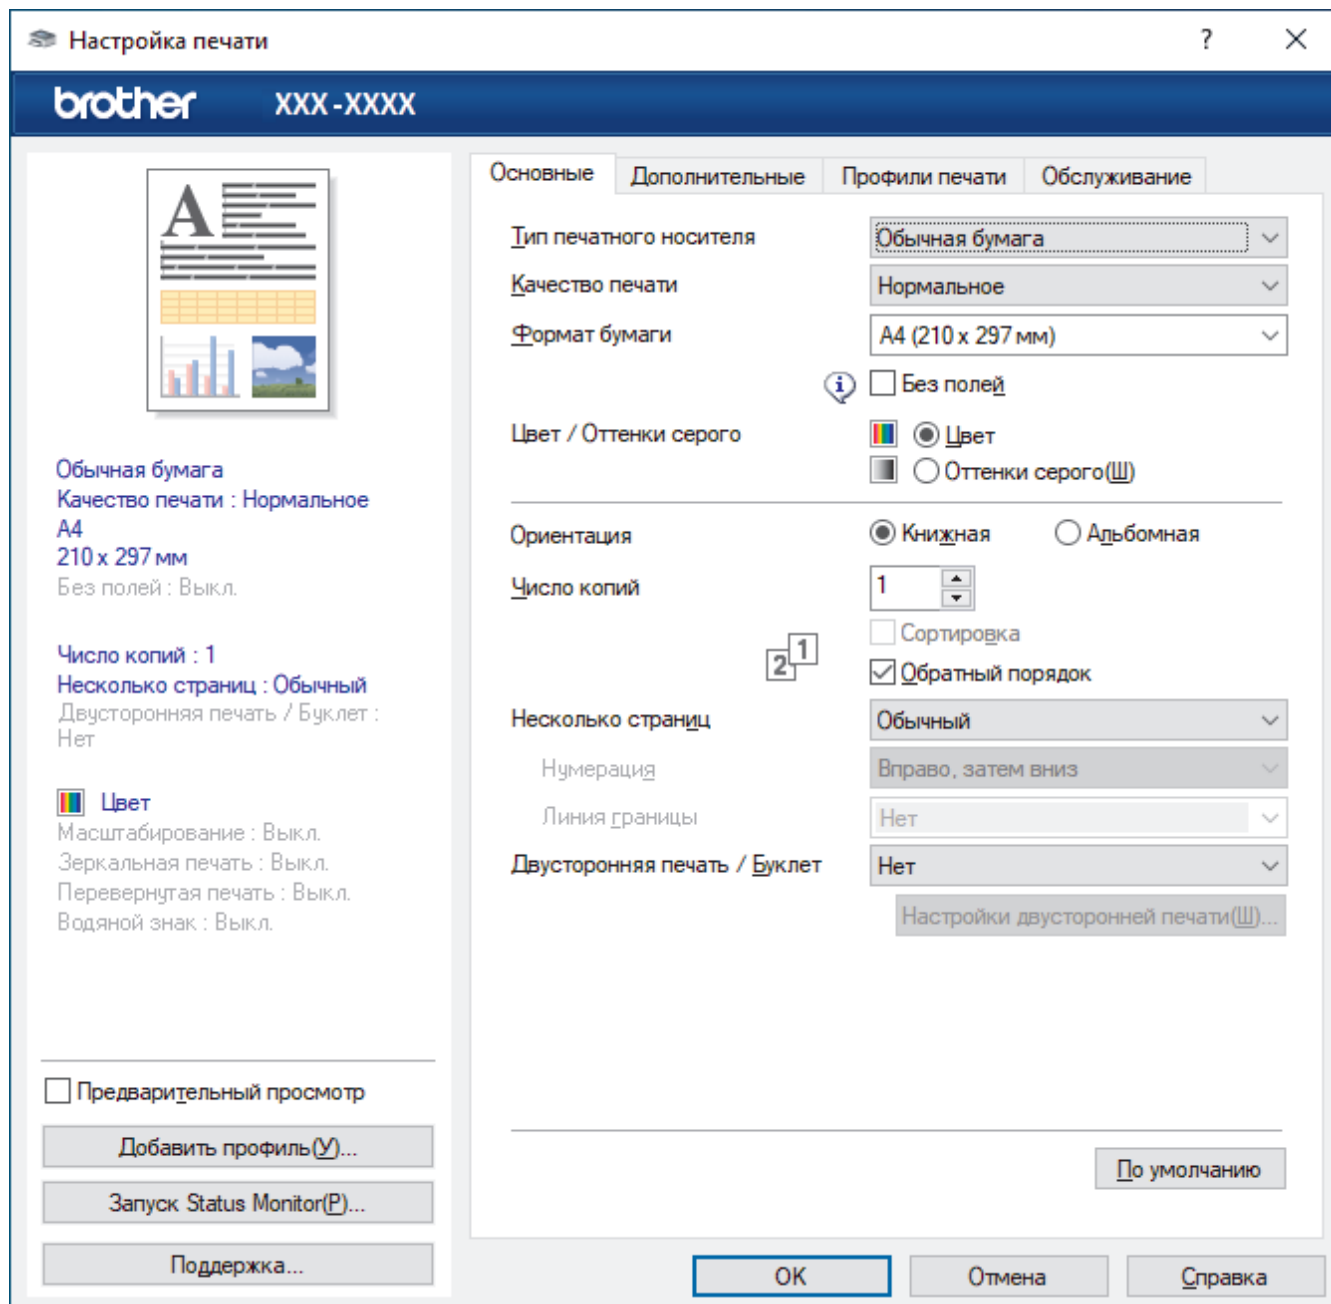 Настройка печати
?
brother XXX-XXXX
Основные Дополнительные Профили печати Обслуживание
A
Обычная бумага
Качество печати : Нормальное
A4
210 x 297 мм
Без полей : Выкл.
Число копий : 1
Несколько страниц : Обычный
Двусторонняя печать / Буклет :
Нет
Цвет
Масштабирование : Выкл.
Зеркальная печать : Выкл.
Перевернутая печать : Выкл.
Водяной знак : Выкл.
Предварительный просмотр
Добавить профиль(У)...
Запуск Status Monitor(P)...
Поддержка...
Тип печатного носителя Обычная бумага
Качество печати Нормальное
Формат бумаги A4 (210 x 297 мм)
i Без полей
Цвет / Оттенки серого Цвет
Оттенки серого(Ш)
Ориентация Книжная Альбомная
Число копий 1
Сортировка
2 1
Обратный порядок
Несколько страниц Обычный
Нумерация Вправо, затем вниз
Линия границы Нет
Двусторонняя печать / Буклет Нет
Настройки двусторонней печати(Ш)...
По умолчанию
OK Отмена Справка